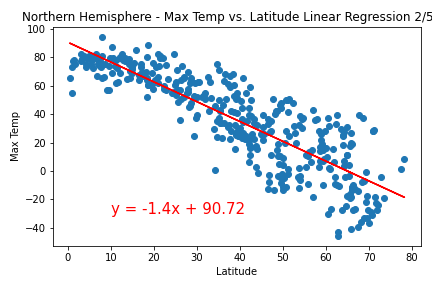 Northern Hemisphere - Max Temp vs. Latitude Linear Regression 2/5
100
80
60
40
20
0
−20
−40
Max Temp
y = -1.4x + 90.72
0 10 20 30 40 50 60 70 80
Latitude